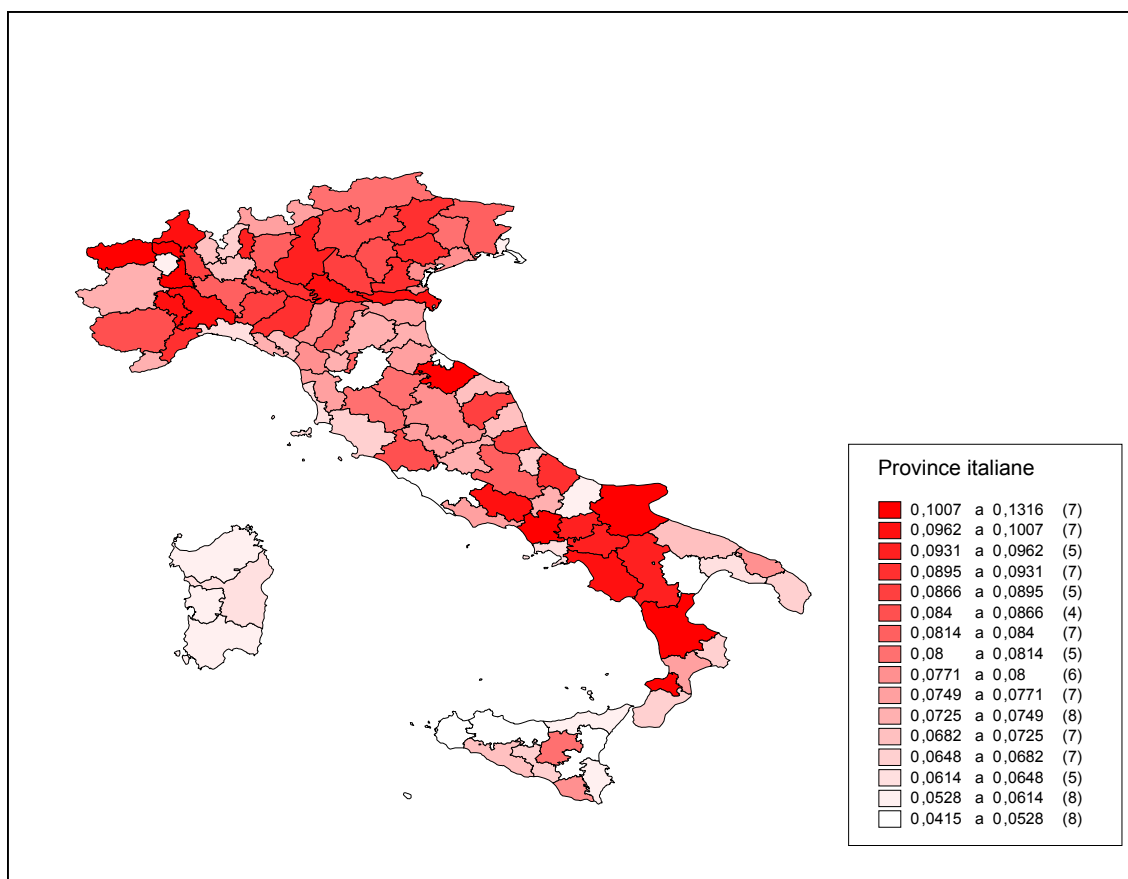 Province italiane
0,1007 a 0,1316 (7)
0,0962 a 0,1007 (7)
0,0931 a 0,0962 (5)
0,0895 a 0,0931 (7)
0,0866 a 0,0895 (5)
0,084 a 0,0866 (4)
0,0814 a 0,084 (7)
0,08 a 0,0814 (5)
0,0771 a 0,08 (6)
0,0749 a 0,0771 (7)
0,0725 a 0,0749 (8)
0,0682 a 0,0725 (7)
0,0648 a 0,0682 (7)
0,0614 a 0,0648 (5)
0,0528 a 0,0614 (8)
0,0415 a 0,0528 (8)